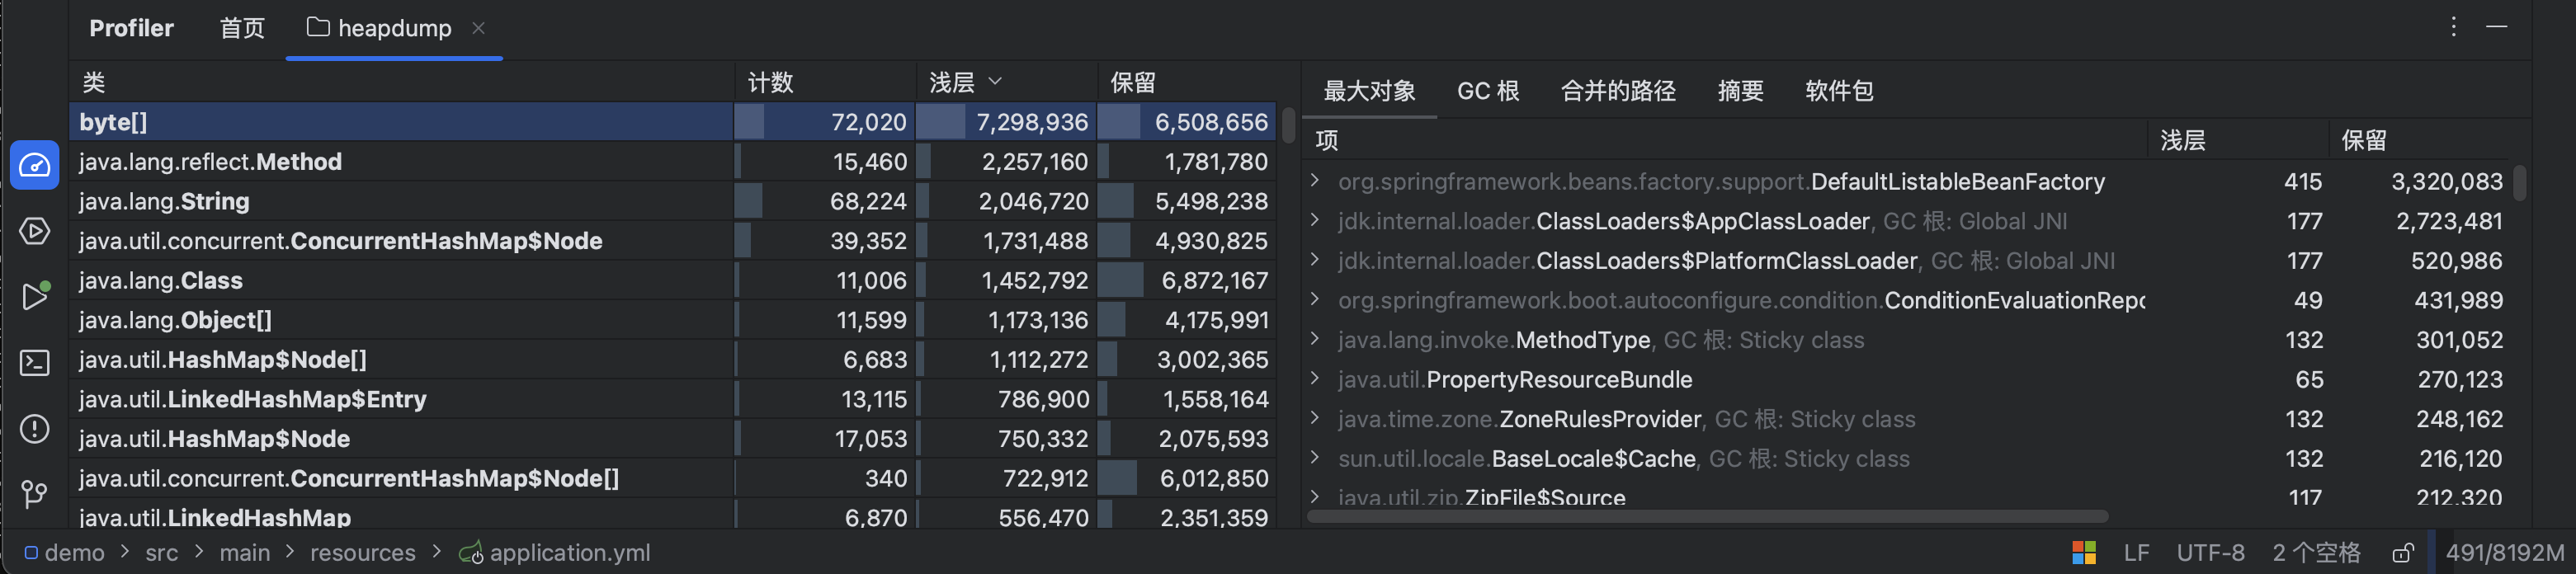 Profiler 首页 heapdump
类 计数 浅层 保留
byte[] 72,020 7,298,936 6,508,656
java.lang.reflect.Method 15,460 2,257,160 1,781,780
java.lang.String 68,224 2,046,720 5,498,238
java.util.concurrent.ConcurrentHashMap$Node 39,352 1,731,488 4,930,825
java.lang.Class 11,006 1,452,792 6,872,167
java.lang.Object[] 11,599 1,173,136 4,175,991
java.util.HashMap$Node[] 6,683 1,112,272 3,002,365
java.util.LinkedHashMap$Entry 13,115 786,900 1,558,164
java.util.HashMap$Node 17,053 750,332 2,075,593
java.util.concurrent.ConcurrentHashMap$Node[] 340 722,912 6,012,850
java.util.LinkedHashMap 6,870 556,470 2,351,359
最大对象 GC 根 合并的路径 摘要 软件包
项 浅层 保留
org.springframework.beans.factory.support.DefaultListableBeanFactory 415 3,320,083
jdk.internal.loader.ClassLoaders$AppClassLoader, GC 根: Global JNI 177 2,723,481
jdk.internal.loader.ClassLoaders$PlatformClassLoader, GC 根: Global JNI 177 520,986
org.springframework.boot.autoconfigure.condition.ConditionEvaluationRepo 49 431,989
java.lang.invoke.MethodType, GC 根: Sticky class 132 301,052
java.util.PropertyResourceBundle 65 270,123
java.time.zone.ZoneRulesProvider, GC 根: Sticky class 132 248,162
sun.util.locale.BaseLocale$Cache, GC 根: Sticky class 132 216,120
java.util.zip.ZipFile$Source 117 212,320
demo > src > main > resources > application.yml LF UTF-8 2 个空格 491/8192M